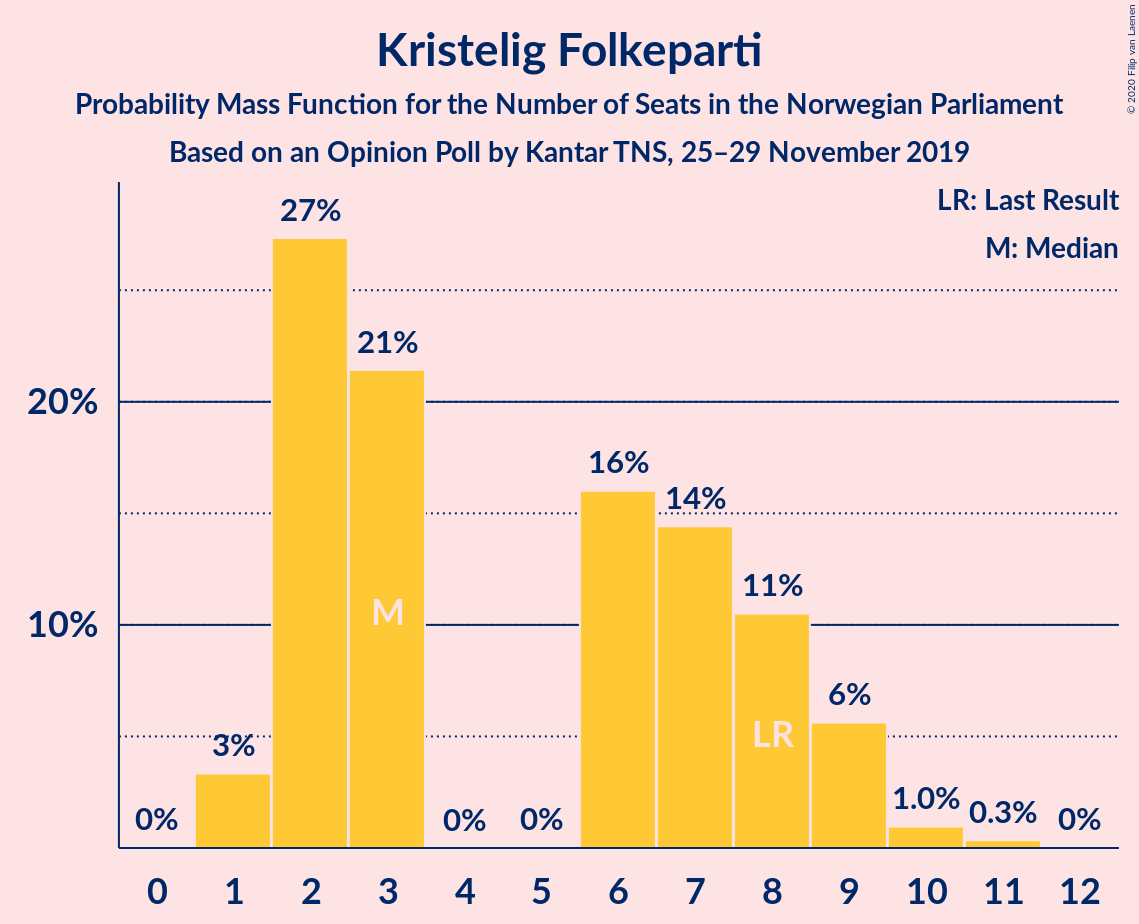 Kristelig Folkeparti
Probability Mass Function for the Number of Seats in the Norwegian Parliament
Based on an Opinion Poll by Kantar TNS, 25–29 November 2019
© 2020 Filip van Laenen
LR: Last Result
M: Median
27%
21%
20%
16%
14%
11%
M
10%
6%
LR
3%
1.0%
0.3%
0%
0%
0%
0%
0 1 2 3 4 5 6 7 8 9 10 11 12